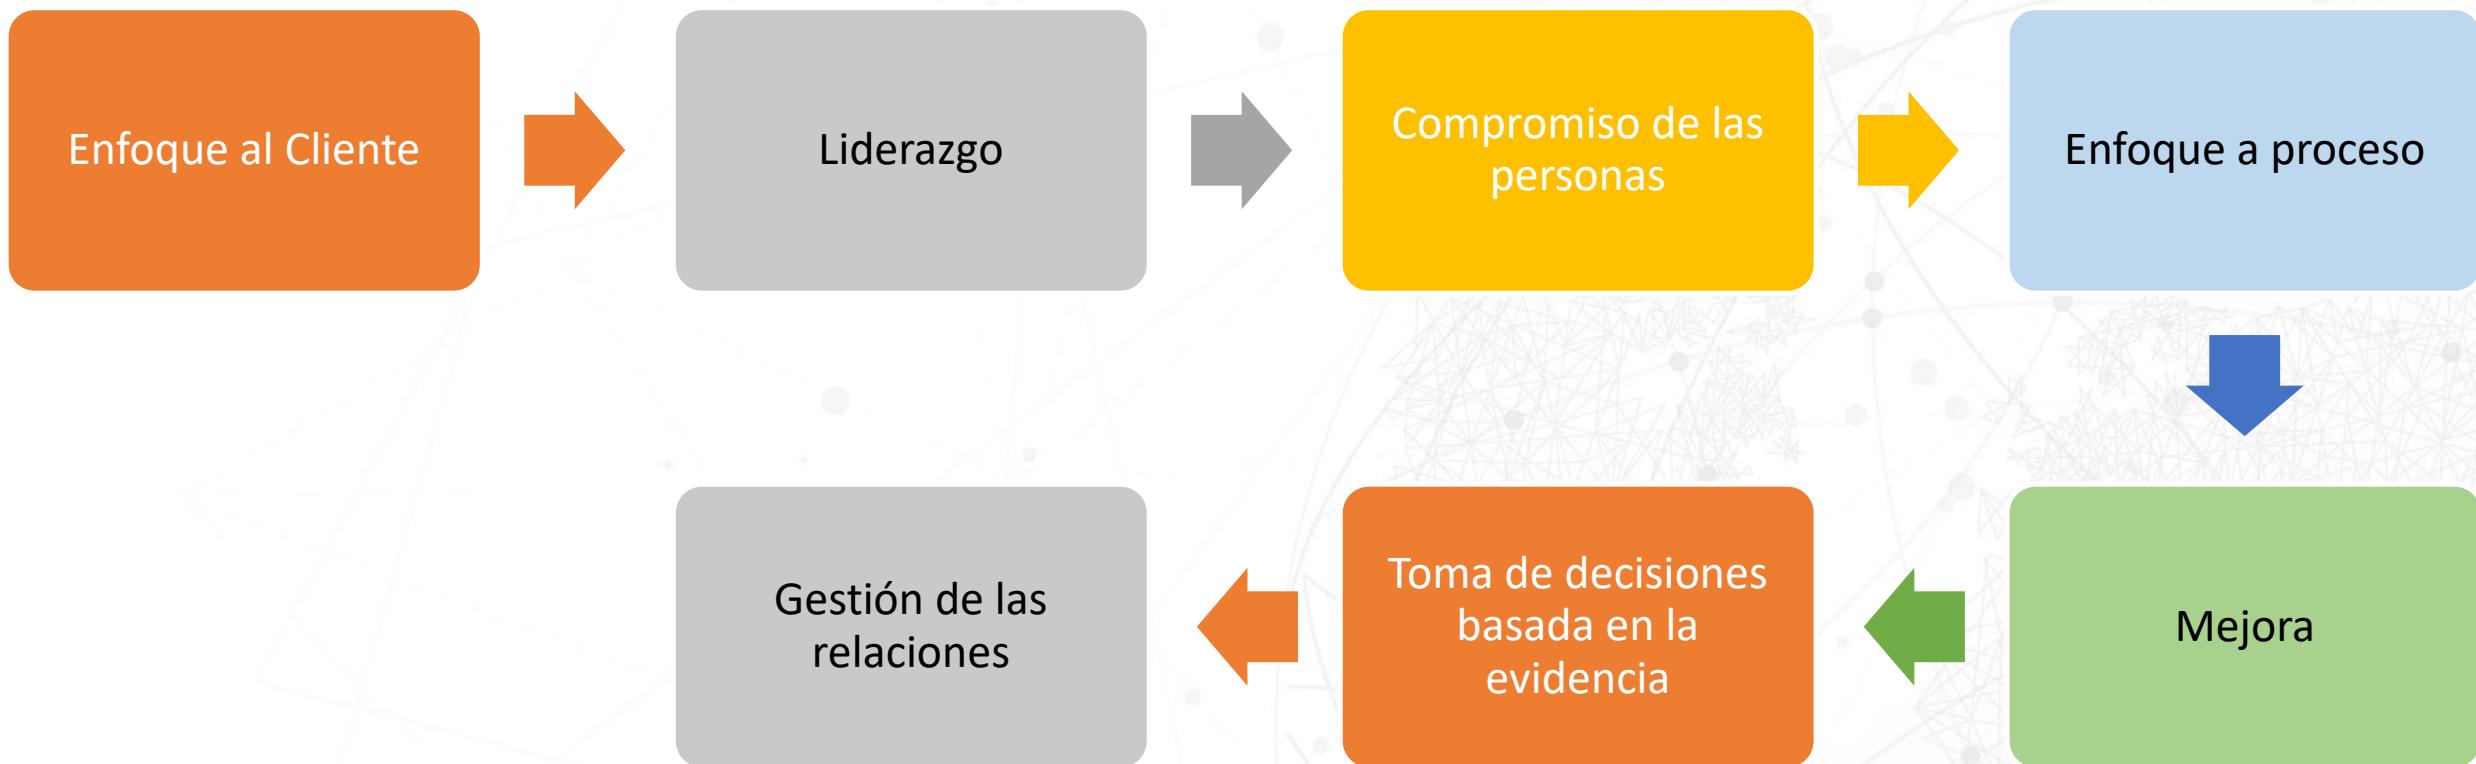 Enfoque al Cliente
Liderazgo
Compromiso de las
personas
Enfoque a proceso
Mejora
Toma de decisiones
basada en la
evidencia
Gestión de las
relaciones